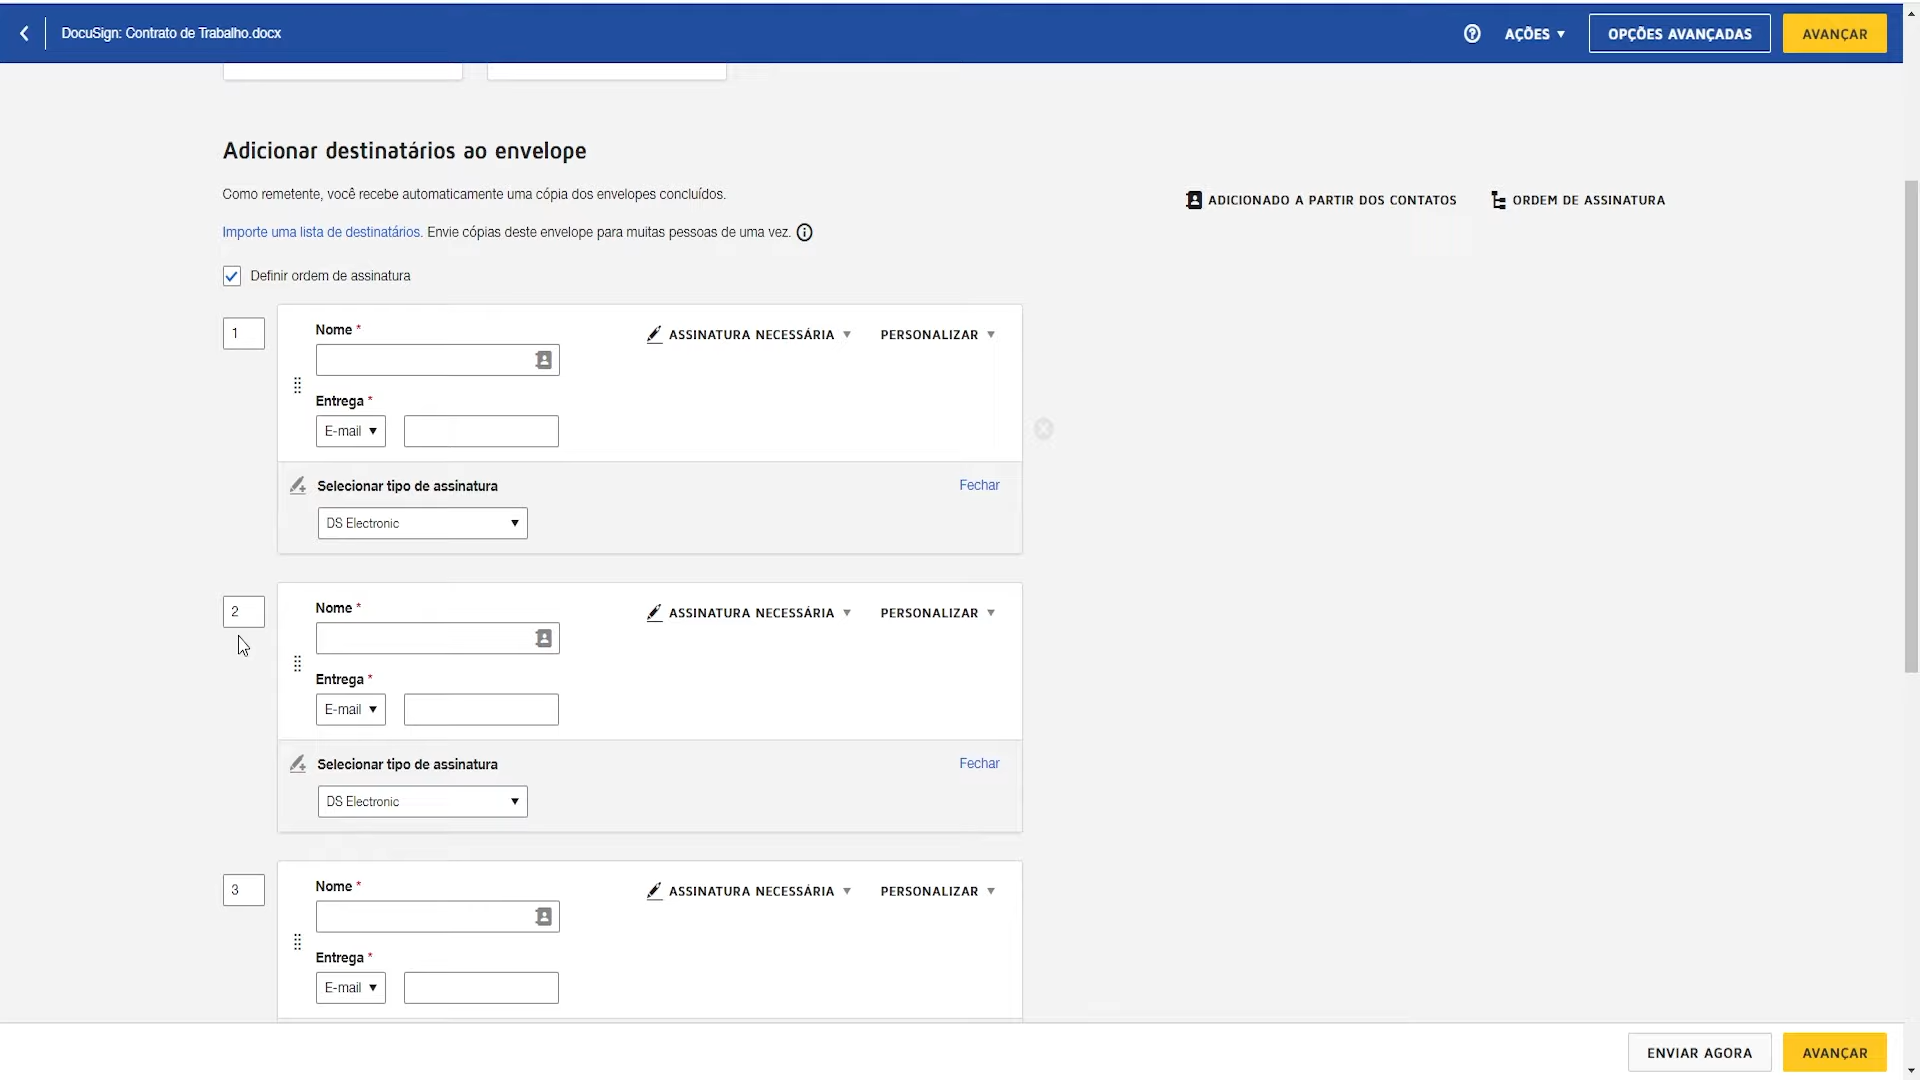 DocuSign: Contrato de Trabalho.docx
AÇÕES
OPÇÕES AVANÇADAS
AVANÇAR
Adicionar destinatários ao envelope
Como remetente, você recebe automaticamente uma cópia dos envelopes concluídos.
ADICIONADO A PARTIR DOS CONTATOS
ORDEM DE ASSINATURA
Importe uma lista de destinatários. Envie cópias deste envelope para muitas pessoas de uma vez.
Definir ordem de assinatura
1
Nome *
ASSINATURA NECESSÁRIA
PERSONALIZAR
Entrega *
E-mail
Selecionar tipo de assinatura
Fechar
DS Electronic
2
Nome *
ASSINATURA NECESSÁRIA
PERSONALIZAR
Entrega *
E-mail
Selecionar tipo de assinatura
Fechar
DS Electronic
3
Nome *
ASSINATURA NECESSÁRIA
PERSONALIZAR
Entrega *
E-mail
ENVIAR AGORA
AVANÇAR